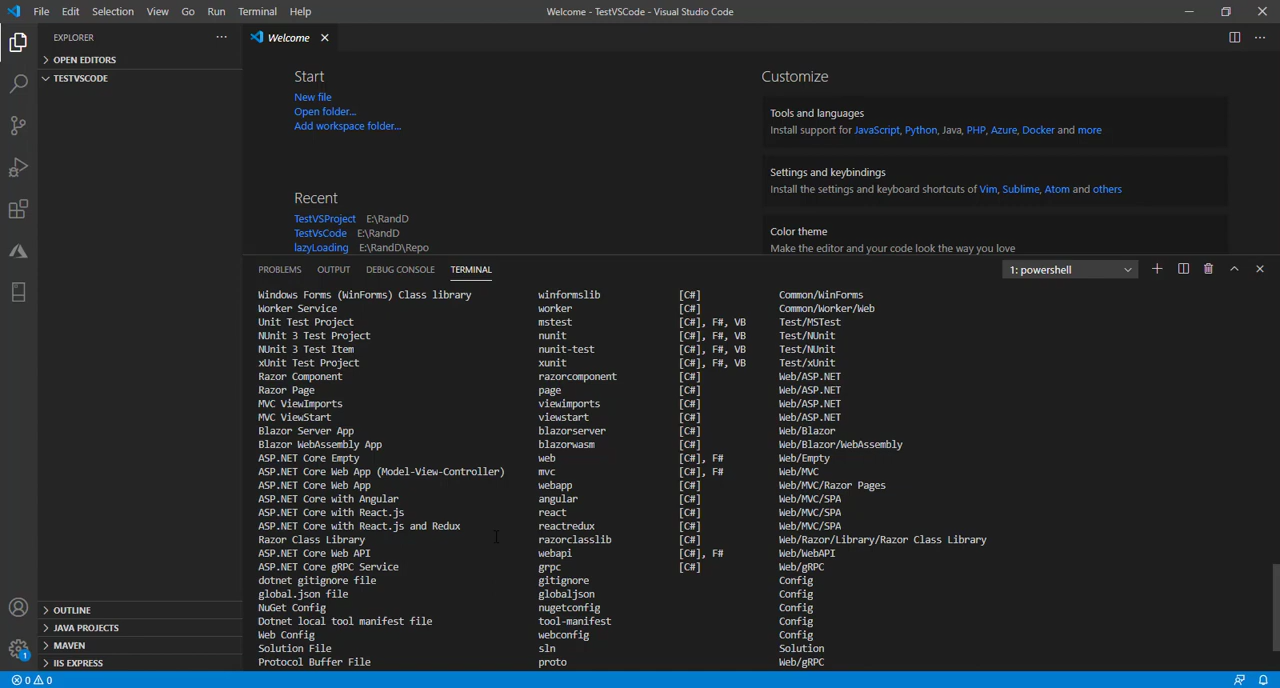 File Edit Selection View Go Run Terminal Help Welcome - TestVSCode - Visual Studio Code
EXPLORER ···
OPEN EDITORS
TESTVSCODE
OUTLINE
JAVA PROJECTS
MAVEN
IIS EXPRESS
Welcome
Start
New file
Open folder...
Add workspace folder...
Recent
TestVSProject E:\RandD
TestVsCode E:\RandD
lazyLoading E:\RandD\Repo
Customize
Tools and languages
Install support for JavaScript, Python, Java, PHP, Azure, Docker and more
Settings and keybindings
Install the settings and keyboard shortcuts of Vim, Sublime, Atom and others
Color theme
Make the editor and your code look the way you love
PROBLEMS OUTPUT DEBUG CONSOLE TERMINAL 1: powershell
Windows Forms (WinForms) Class library winformslib [C#] Common/WinForms
Worker Service worker [C#] Common/Worker/Web
Unit Test Project mstest [C#], F#, VB Test/MSTest
NUnit 3 Test Project nunit [C#], F#, VB Test/NUnit
NUnit 3 Test Item nunit-test [C#], F#, VB Test/NUnit
xUnit Test Project xunit [C#], F#, VB Test/xUnit
Razor Component razorcomponent [C#] Web/ASP.NET
Razor Page page [C#] Web/ASP.NET
MVC ViewImports viewimports [C#] Web/ASP.NET
MVC ViewStart viewstart [C#] Web/ASP.NET
Blazor Server App blazorserver [C#] Web/Blazor
Blazor WebAssembly App blazorwasm [C#] Web/Blazor/WebAssembly
ASP.NET Core Empty web [C#], F# Web/Empty
ASP.NET Core Web App (Model-View-Controller) mvc [C#], F# Web/MVC
ASP.NET Core Web App webapp [C#] Web/MVC/Razor Pages
ASP.NET Core with Angular angular [C#] Web/MVC/SPA
ASP.NET Core with React.js react [C#] Web/MVC/SPA
ASP.NET Core with React.js and Redux reactredux [C#] Web/MVC/SPA
Razor Class Library razorclasslib [C#] Web/Razor/Library/Razor Class Library
ASP.NET Core Web API webapi [C#], F# Web/WebAPI
ASP.NET Core gRPC Service grpc [C#] Web/gRPC
dotnet gitignore file gitignore Config
global.json file globaljson Config
NuGet Config nugetconfig Config
Dotnet local tool manifest file tool-manifest Config
Web Config webconfig Config
Solution File sln Solution
Protocol Buffer File proto Web/gRPC
1
0 0